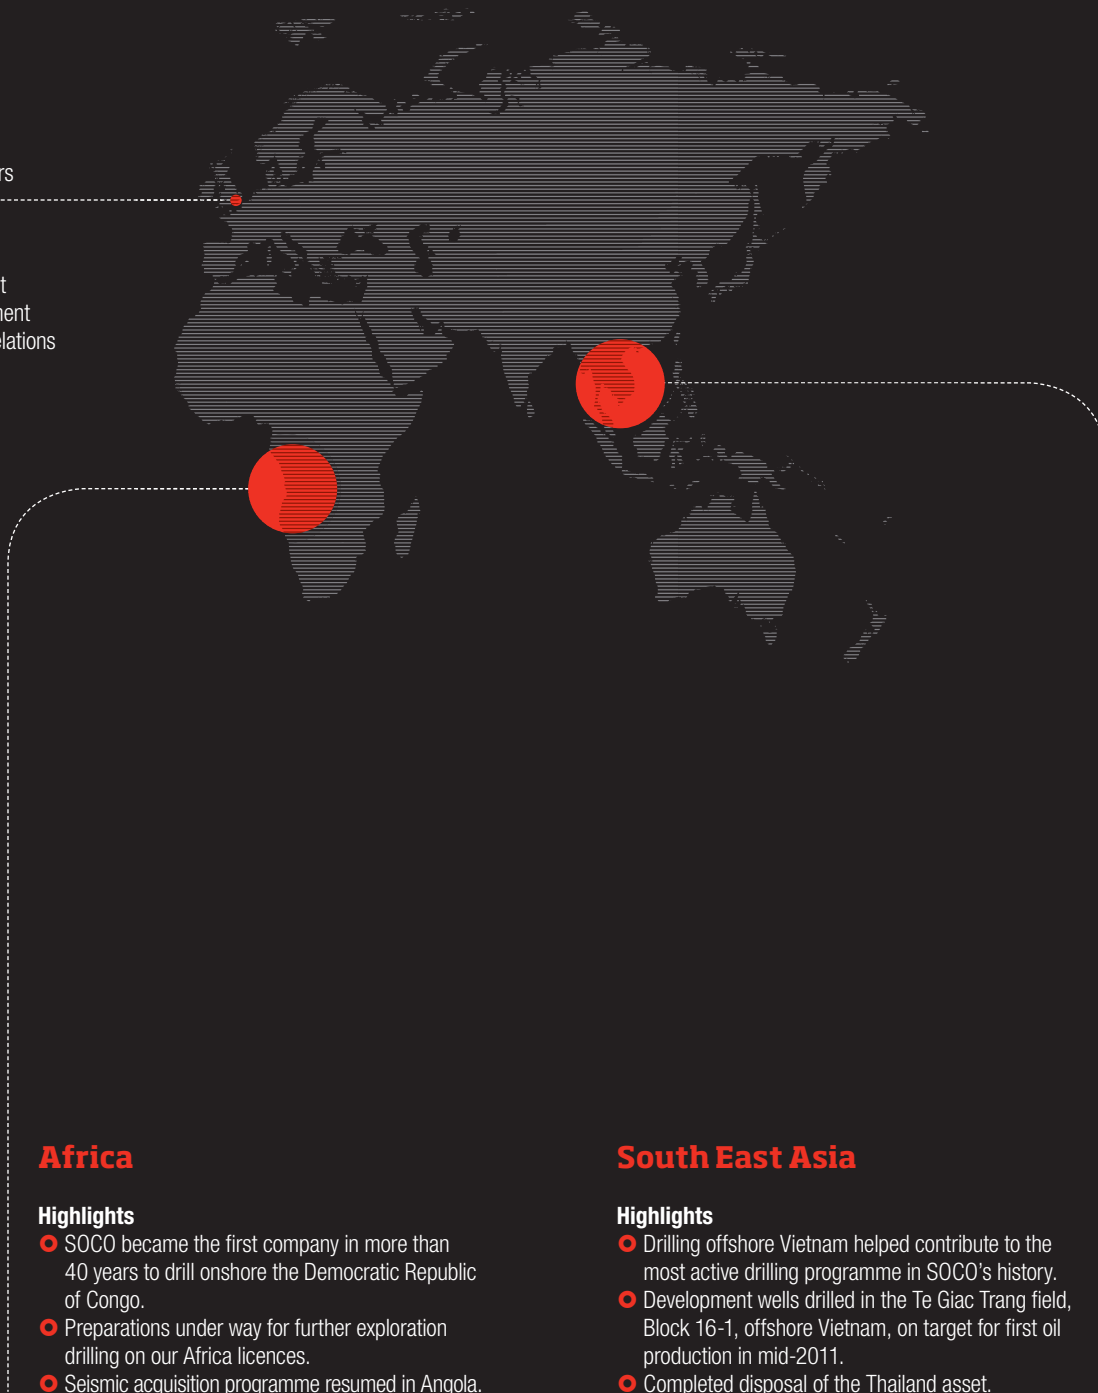 Africa
Highlights
SOCO became the first company in more than
40 years to drill onshore the Democratic Republic
of Congo.
Preparations under way for further exploration
drilling on our Africa licences.
Seismic acquisition programme resumed in Angola.
South East Asia
Highlights
Drilling offshore Vietnam helped contribute to the
most active drilling programme in SOCO’s history.
Development wells drilled in the Te Giac Trang field,
Block 16-1, offshore Vietnam, on target for first oil
production in mid-2011.
Completed disposal of the Thailand asset.